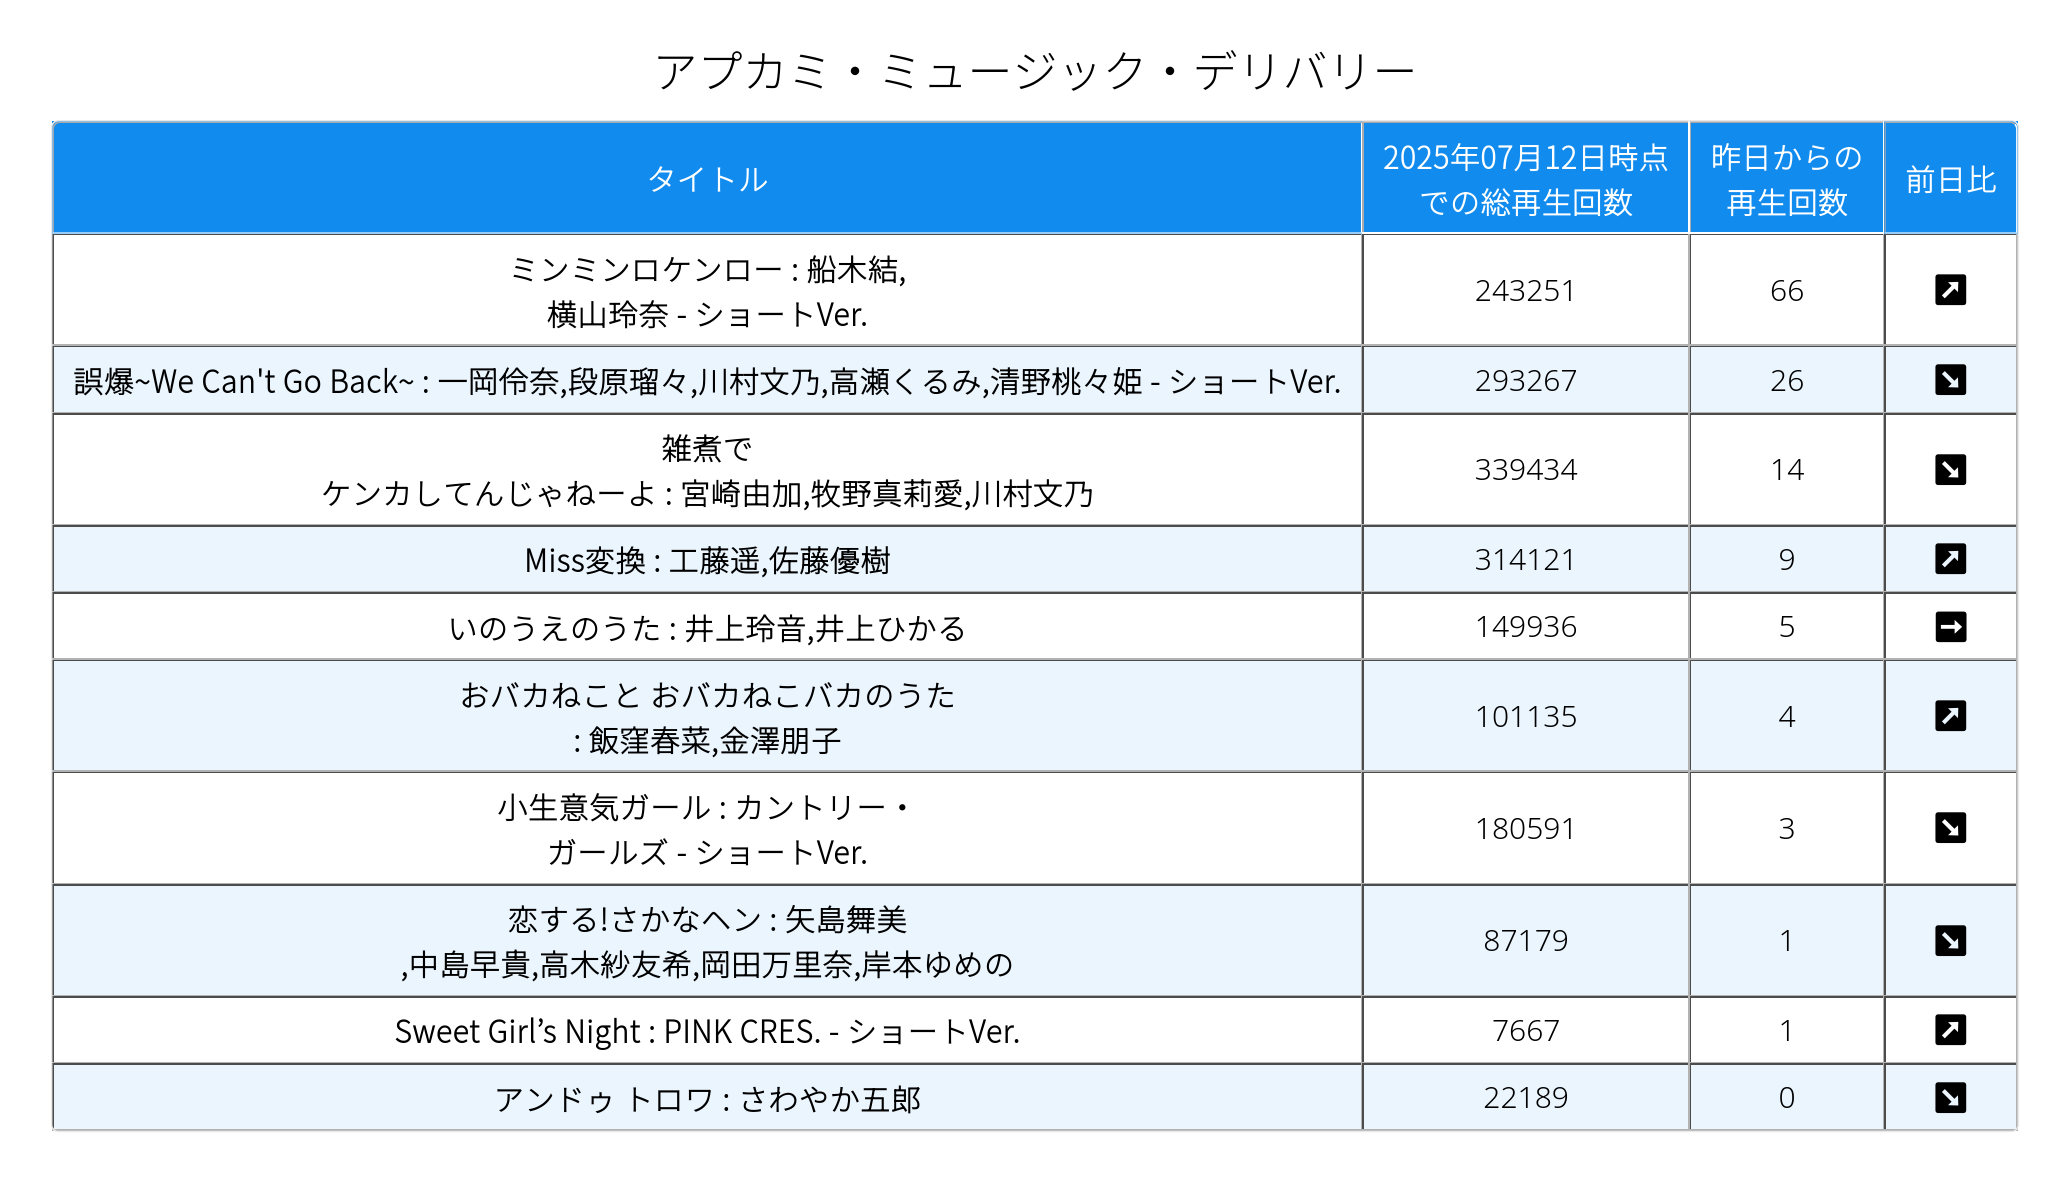 アプカミ・ミュージック・デリバリー
タイトル
2025年07月12日時点
での総再生回数
昨日からの
再生回数
前日比
ミンミンロケンロー : 船木結,
横山玲奈 - ショートVer.
243251
66
誤爆~We Can't Go Back~ : 一岡伶奈,段原瑠々,川村文乃,高瀬くるみ,清野桃々姫 - ショートVer.
293267
26
雑煮で
ケンカしてんじゃねーよ : 宮崎由加,牧野真莉愛,川村文乃
339434
14
Miss変換 : 工藤遥,佐藤優樹
314121
9
いのうえのうた : 井上玲音,井上ひかる
149936
5
おバカねこと おバカねこバカのうた
: 飯窪春菜,金澤朋子
101135
4
小生意気ガール : カントリー・
ガールズ - ショートVer.
180591
3
恋する!さかなヘン : 矢島舞美
,中島早貴,高木紗友希,岡田万里奈,岸本ゆめの
87179
1
Sweet Girl’s Night : PINK CRES. - ショートVer.
7667
1
アンドゥ トロワ : さわやか五郎
22189
0